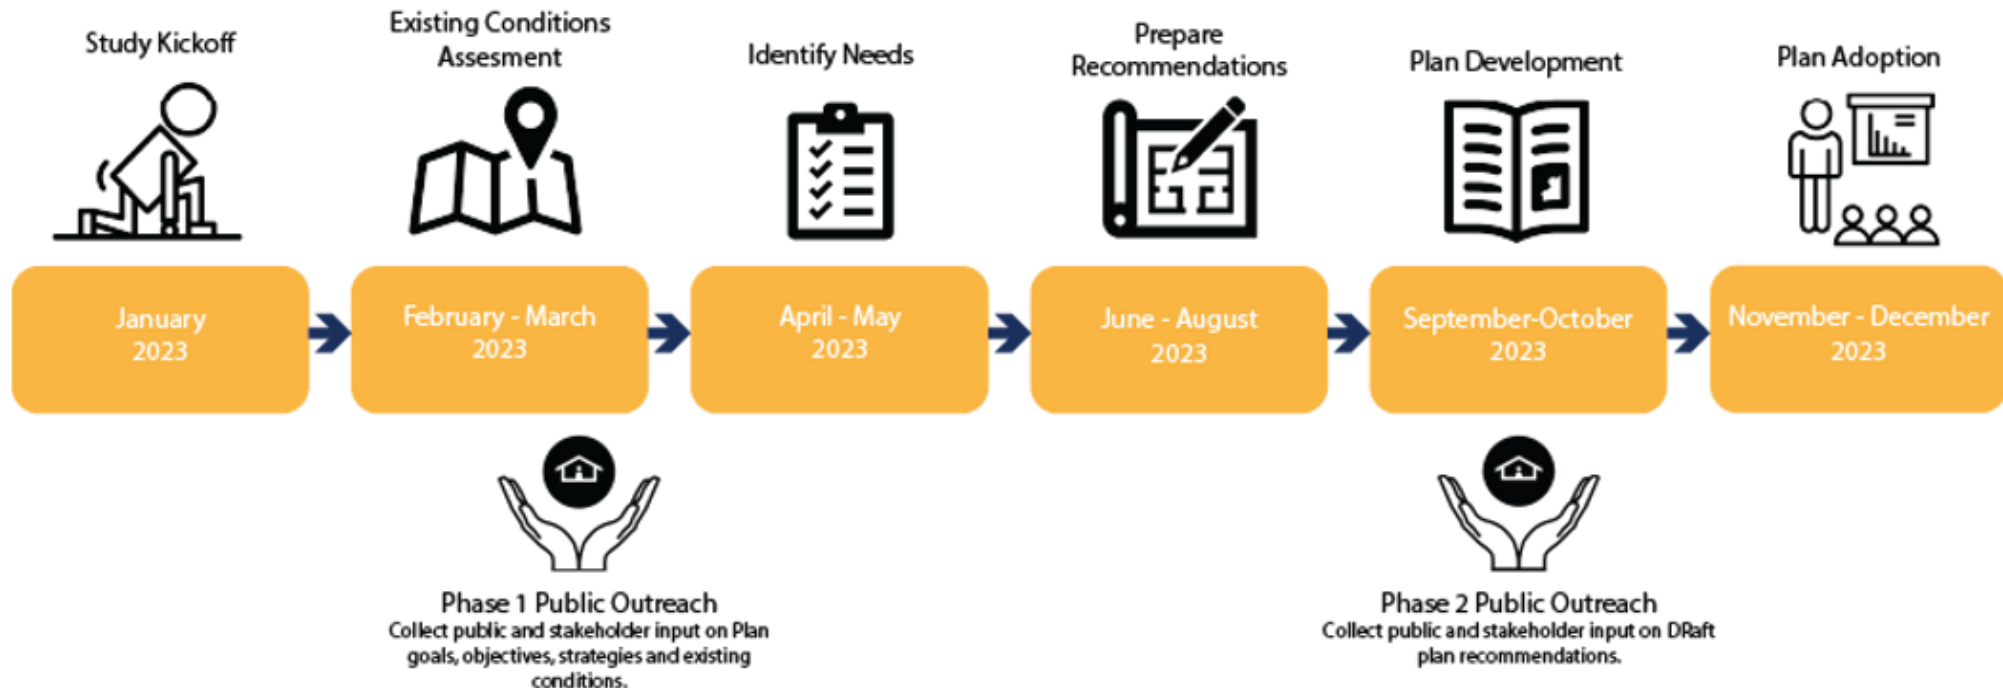 Study Kickoff
Existing Conditions
Assesment
Identify Needs
Prepare
Recommendations
Plan Development
Plan Adoption
January
2023
February - March
2023
April - May
2023
June - August
2023
September-October
2023
November - December
2023
Phase 1 Public Outreach
Collect public and stakeholder input on Plan
goals, objectives, strategies and existing
conditions.
Phase 2 Public Outreach
Collect public and stakeholder input on DRaft
plan recommendations.